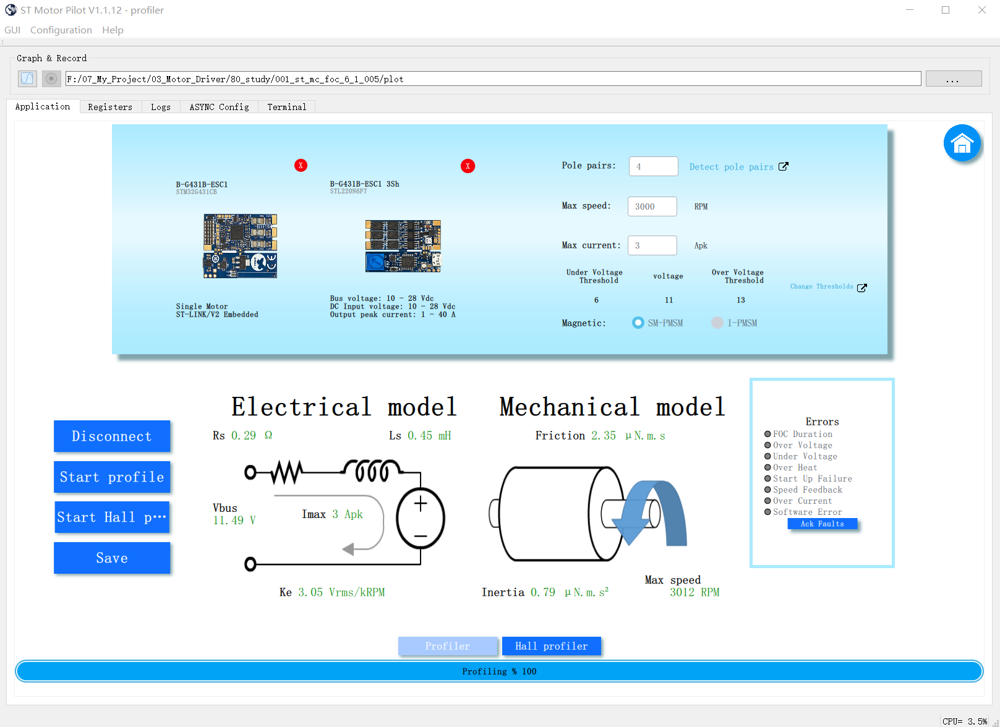 ST Motor Pilot V1.1.12 - profiler
GUI Configuration Help
Graph & Record
F:/07_My_Project/03_Motor_Driver/80_study/001_st_mc_foc_6_1_005/plot
...
Application Registers Logs ASYNC Config Terminal
X
X
B-G431B-ESC1
STM32G431CB
B-G431B-ESC1 3Sh
STL220N6F7
Single Motor
ST-LINK/V2 Embedded
Bus voltage: 10 - 28 Vdc
DC Input voltage: 10 - 28 Vdc
Output peak current: 1 - 40 A
Pole pairs: 4 Detect pole pairs
Max speed: 3000 RPM
Max current: 3 Apk
Under Voltage Threshold
voltage
Over Voltage Threshold
6 11 13
Change Thresholds
Magnetic: SM-PMSM I-PMSM
Disconnect
Start profile
Start Hall p…
Save
Electrical model
Rs 0.29 Ω Ls 0.45 mH
Vbus
11.49 V
Imax 3 Apk
Ke 3.05 Vrms/kRPM
Mechanical model
Friction 2.35 μN.m.s
Inertia 0.79 μN.m.s²
Max speed
3012 RPM
Errors
FOC Duration
Over Voltage
Under Voltage
Over Heat
Start Up Failure
Speed Feedback
Over Current
Software Error
Ack Faults
Profiler Hall profiler
Profiling % 100
CPU= 3.5%